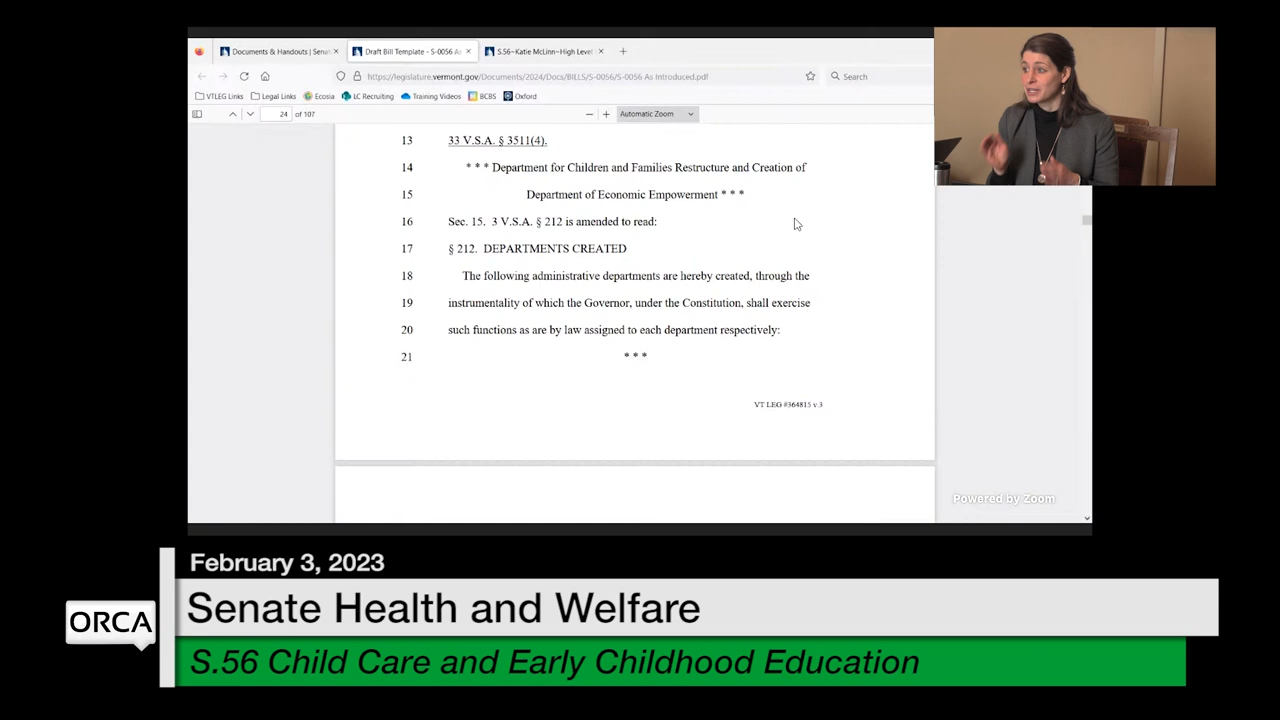 Documents & Handouts | Senat
Draft Bill Template - S-0056 As
S.56~Katie McLinn~High Level
https://legislature.vermont.gov/Documents/2024/Docs/BILLS/S-0056/S-0056 As Introduced.pdf
Search
VTLEG Links
Legal Links
Ecosia
LC Recruiting
Training Videos
BCBS
Oxford
24 of 107
Automatic Zoom
13 33 V.S.A. § 3511(4).
14 * * * Department for Children and Families Restructure and Creation of
15 Department of Economic Empowerment * * *
16 Sec. 15. 3 V.S.A. § 212 is amended to read:
17 § 212. DEPARTMENTS CREATED
18 The following administrative departments are hereby created, through the
19 instrumentality of which the Governor, under the Constitution, shall exercise
20 such functions as are by law assigned to each department respectively:
21 * * *
VT LEG #364815 v.3
Powered by Zoom
February 3, 2023
ORCA
Senate Health and Welfare
S.56 Child Care and Early Childhood Education